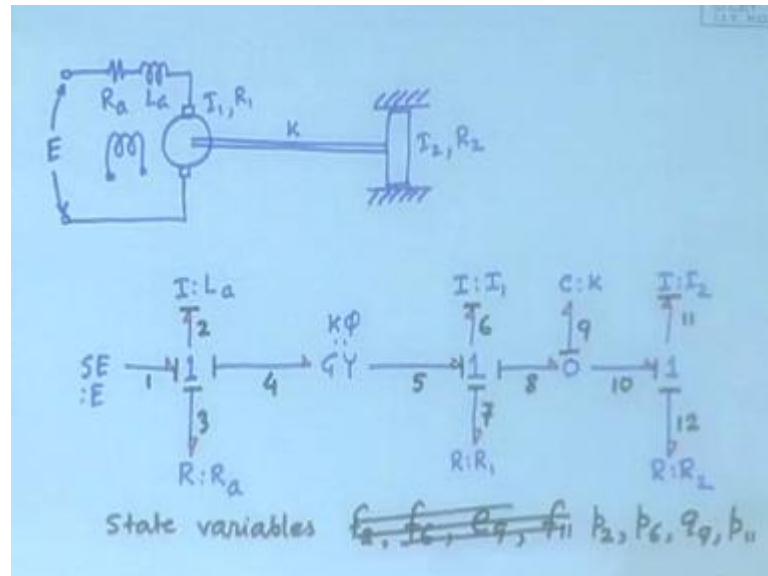 Ra La I₁, R₁
K
E
I₂, R₂
I:La I:I₁ C:K I:I₂
2 Kφ 6 9 11
SE 1 1 4 GY 5 1 8 0 10 1
:E
3 7 12
R:Ra R:R₁ R:R₂
State variables f₂, f₆, e₉, f₁₁ p₂, p₆, q₉, p₁₁